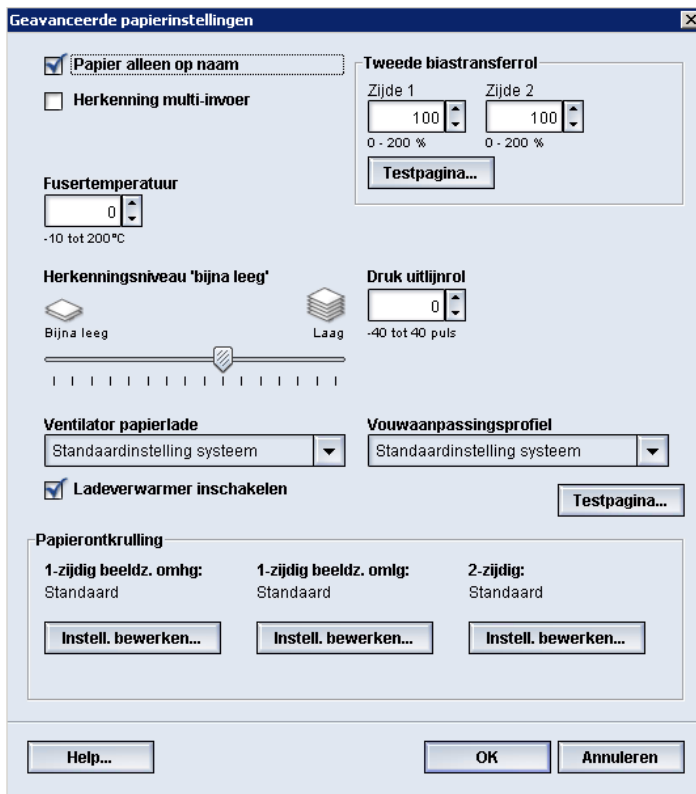 Geavanceerde papierinstellingen
Papier alleen op naam
Herkenning multi-invoer
Tweede biastransferrol
Zijde 1 Zijde 2
100 100
0 - 200 % 0 - 200 %
Testpagina...
Fusertemperatuur
0
-10 tot 200°C
Herkenningsniveau 'bijna leeg'
Bijna leeg Laag
Druk uitlijnrol
0
-40 tot 40 puls
Ventilator papierlade
Standaardinstelling systeem
Vouwaanpassingsprofiel
Standaardinstelling systeem
Ladeverwarmer inschakelen
Testpagina...
Papierontkrulling
1-zijdig beeldz. omhg: 1-zijdig beeldz. omlg: 2-zijdig:
Standaard Standaard Standaard
Instell. bewerken... Instell. bewerken... Instell. bewerken...
Help... OK Annuleren